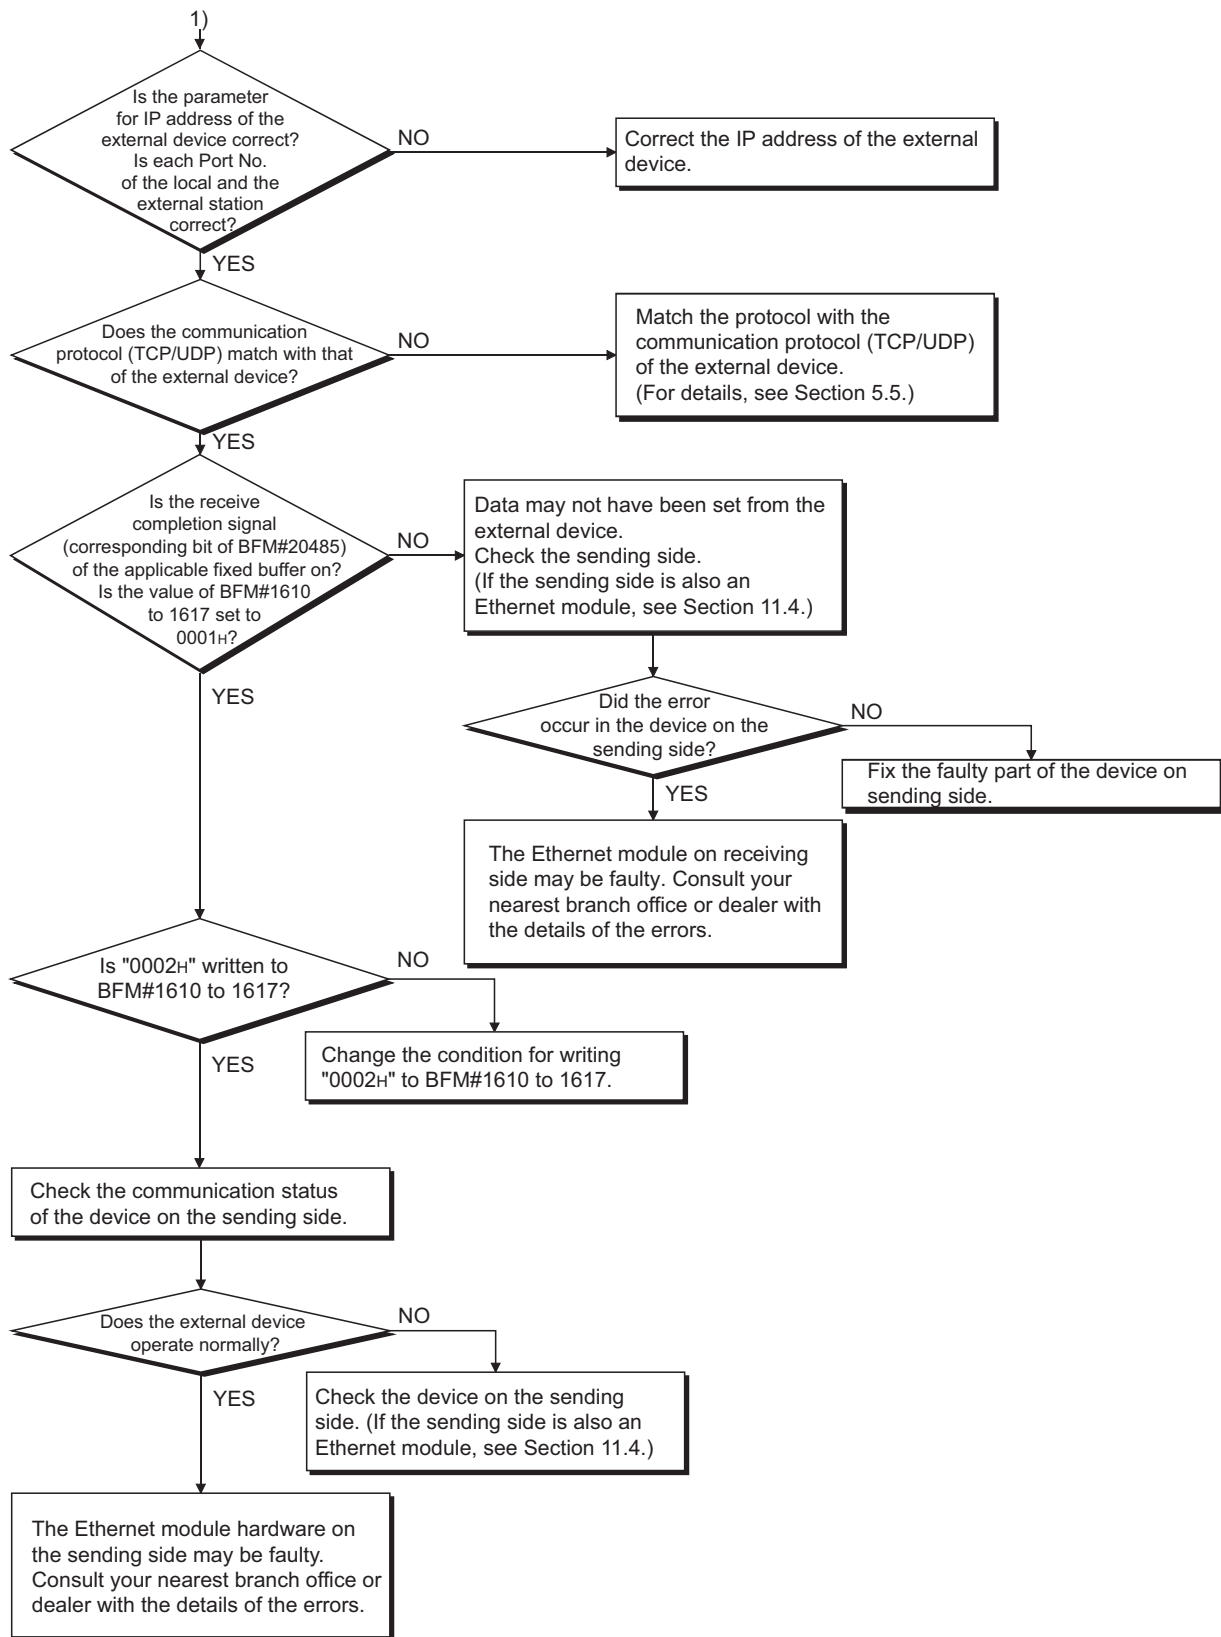 1)
Is the parameter
for IP address of the
external device correct?
Is each Port No.
of the local and the
external station
correct?
NO
Correct the IP address of the external
device.
YES
Does the communication
protocol (TCP/UDP) match with that
of the external device?
NO
Match the protocol with the
communication protocol (TCP/UDP)
of the external device.
(For details, see Section 5.5.)
YES
Is the receive
completion signal
(corresponding bit of BFM#20485)
of the applicable fixed buffer on?
Is the value of BFM#1610
to 1617 set to
0001H?
NO
Data may not have been set from the
external device.
Check the sending side.
(If the sending side is also an
Ethernet module, see Section 11.4.)
YES
Did the error
occur in the device on the
sending side?
NO
Fix the faulty part of the device on
sending side.
YES
The Ethernet module on receiving
side may be faulty. Consult your
nearest branch office or dealer with
the details of the errors.
Is "0002H" written to
BFM#1610 to 1617?
NO
Change the condition for writing
"0002H" to BFM#1610 to 1617.
YES
Check the communication status
of the device on the sending side.
Does the external device
operate normally?
NO
Check the device on the sending
side. (If the sending side is also an
Ethernet module, see Section 11.4.)
YES
The Ethernet module hardware on
the sending side may be faulty.
Consult your nearest branch office or
dealer with the details of the errors.